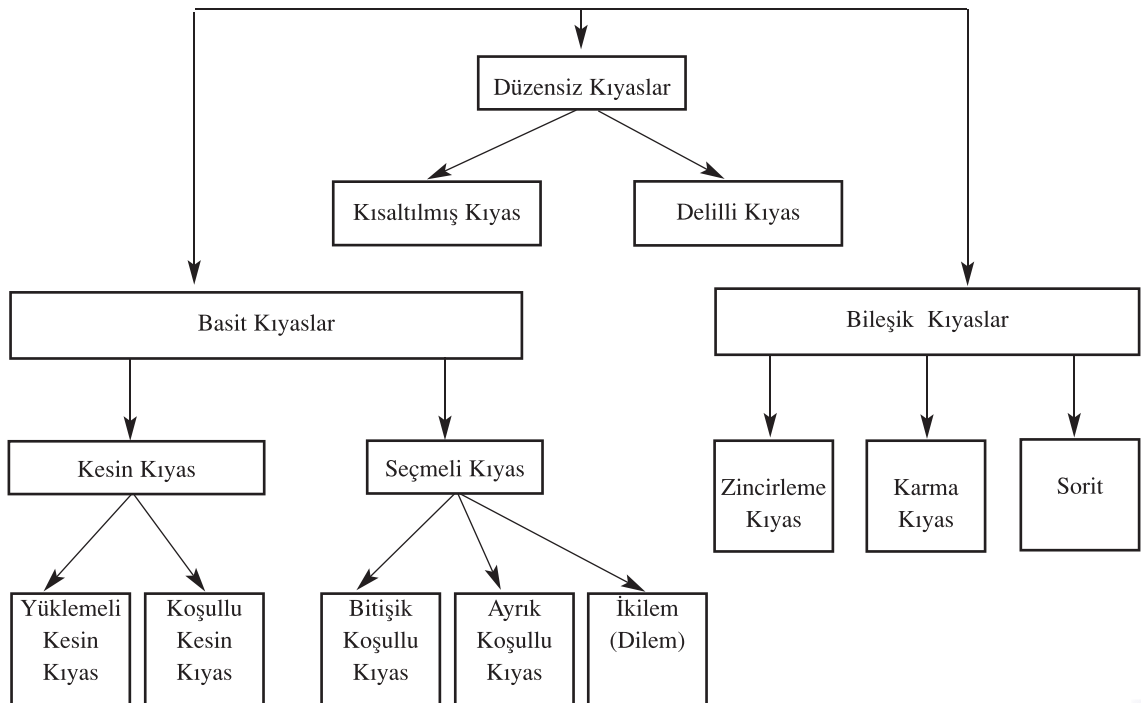 Düzensiz Kıyaslar
Kısaltılmış Kıyas
Delilli Kıyas
Basit Kıyaslar
Bileşik Kıyaslar
Kesin Kıyas
Seçmeli Kıyas
Zincirleme
Kıyas
Karma
Kıyas
Sorit
Yüklemeli
Kesin
Kıyas
Koşullu
Kesin
Kıyas
Bitişik
Koşullu
Kıyas
Ayrık
Koşullu
Kıyas
İkilem
(Dilem)